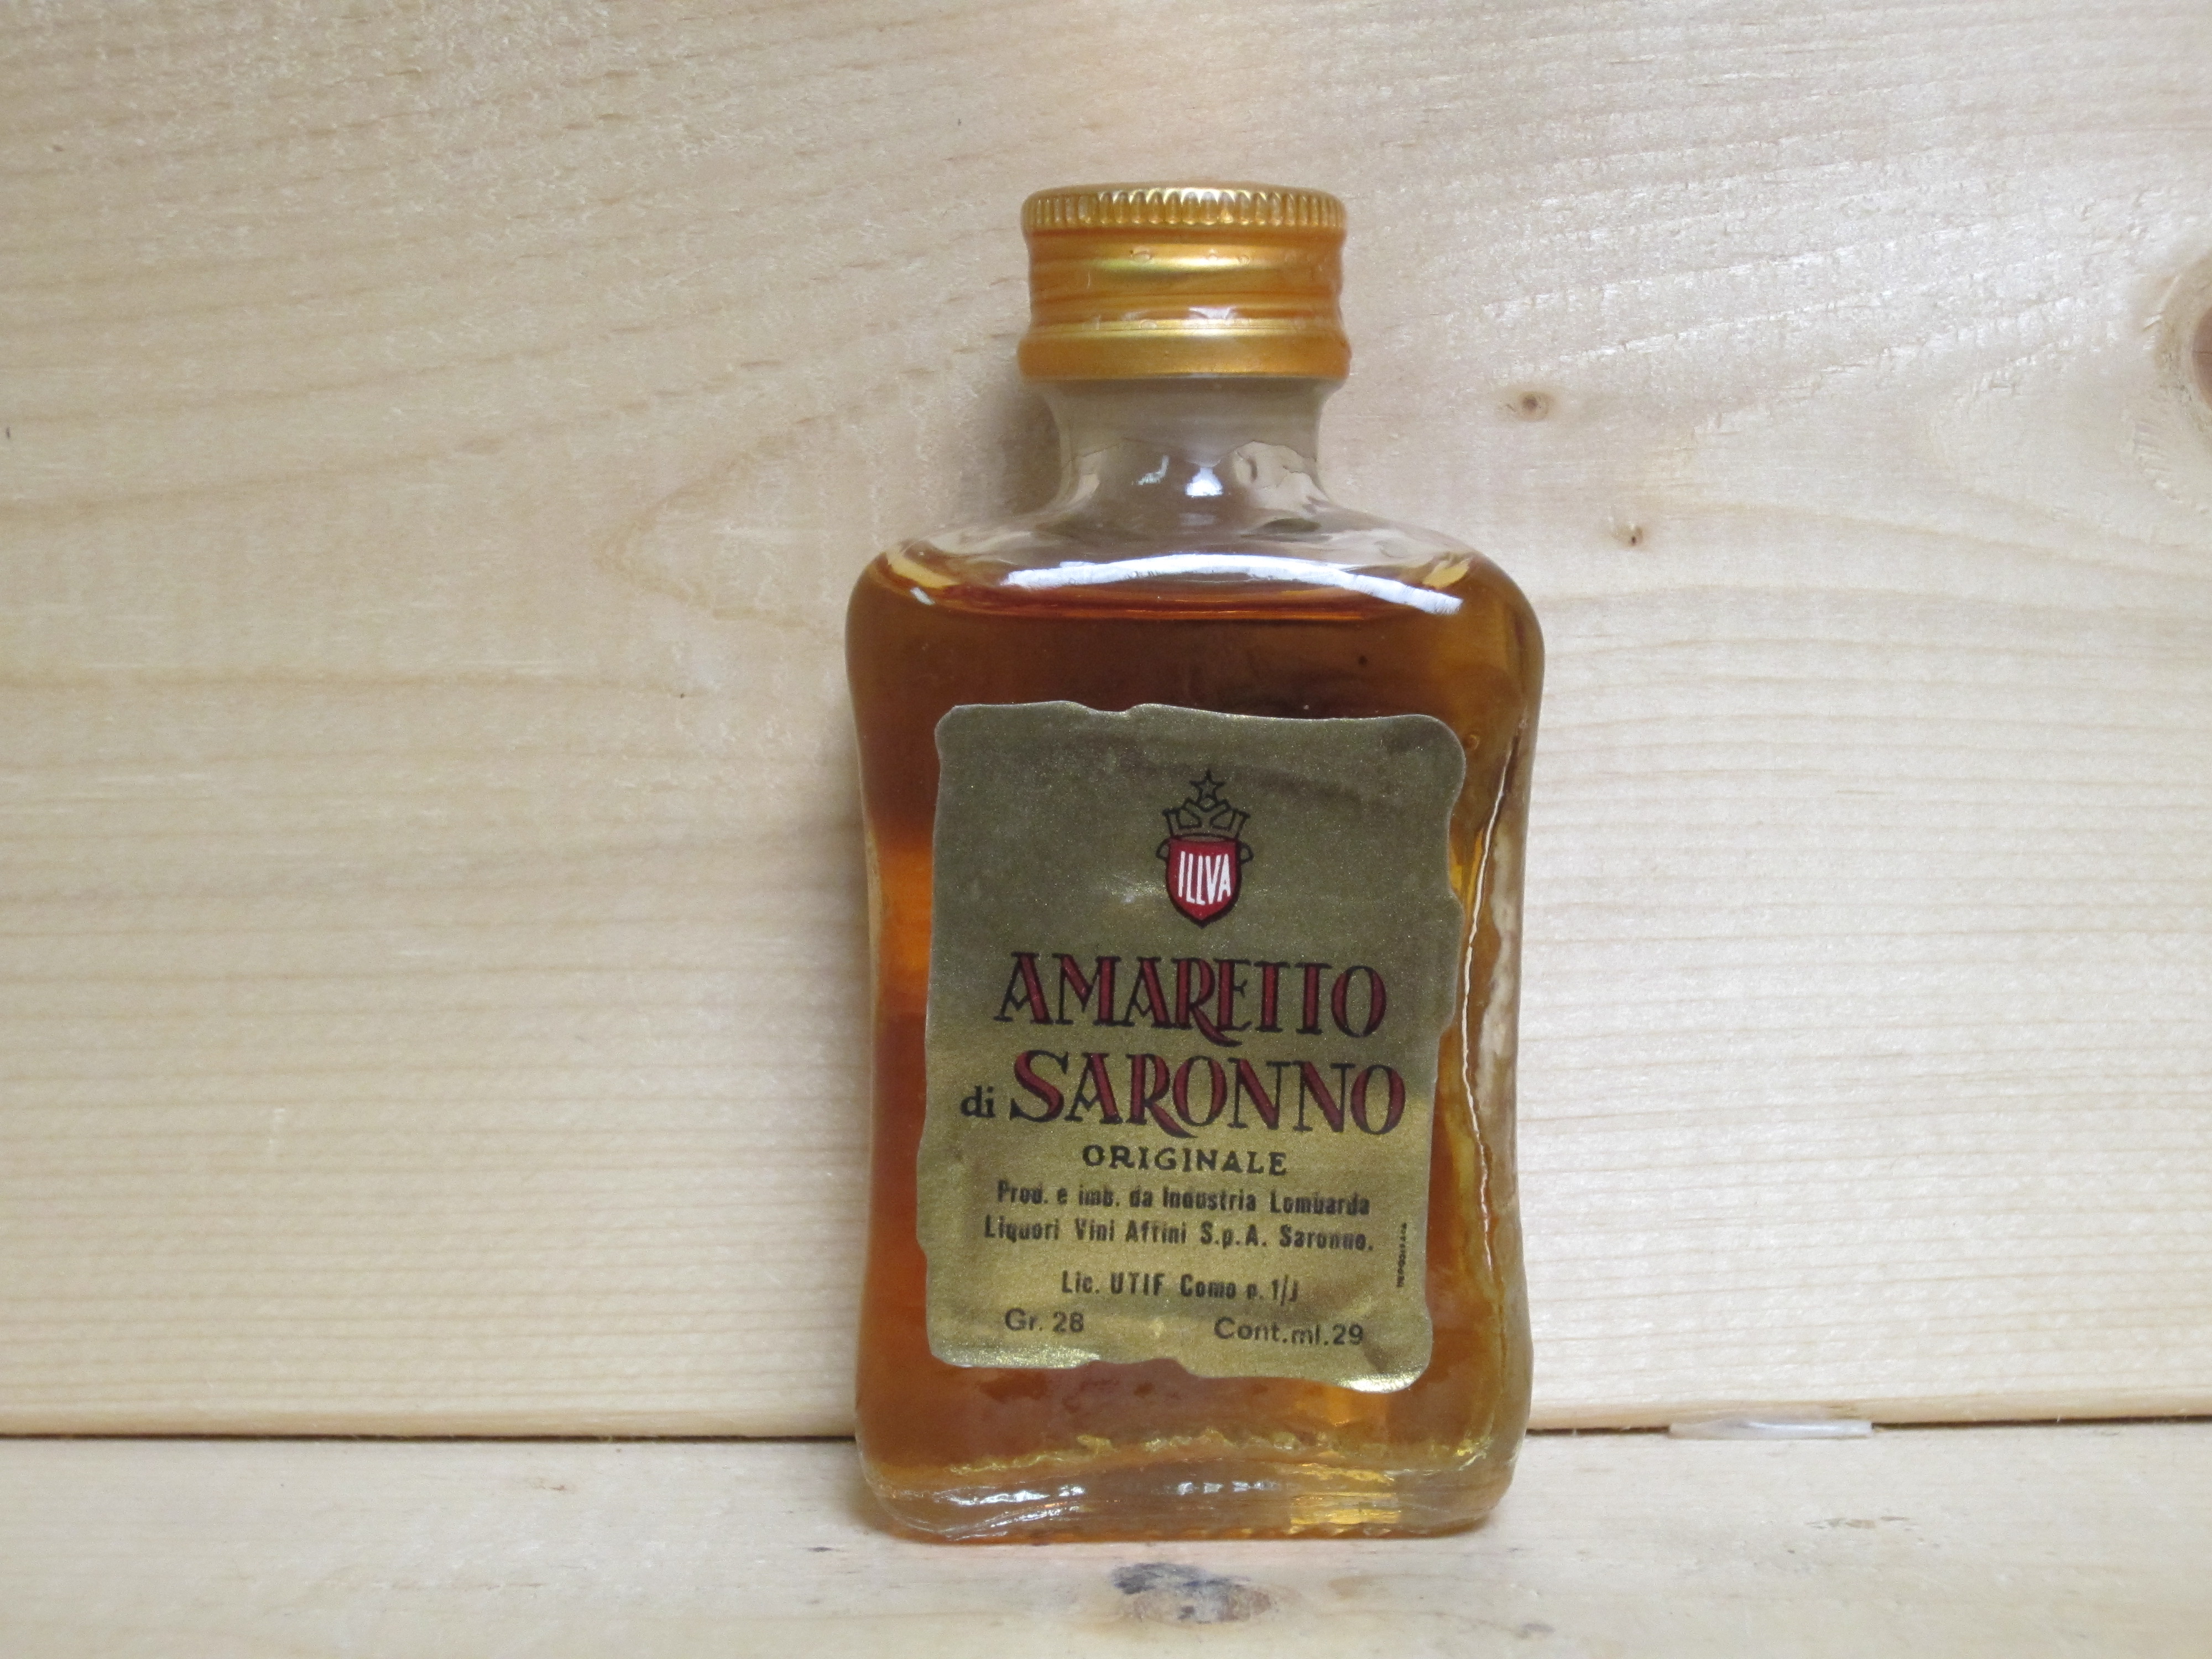 ILLVA
AMARETTO
di SARONNO
ORIGINALE
Prod. e imb. da Industria Lombarda
Liquori Vini Affini S.p.A. Saronno.
Lic. UTIF Como n. 1/J
Gr. 28 Cont.ml.29